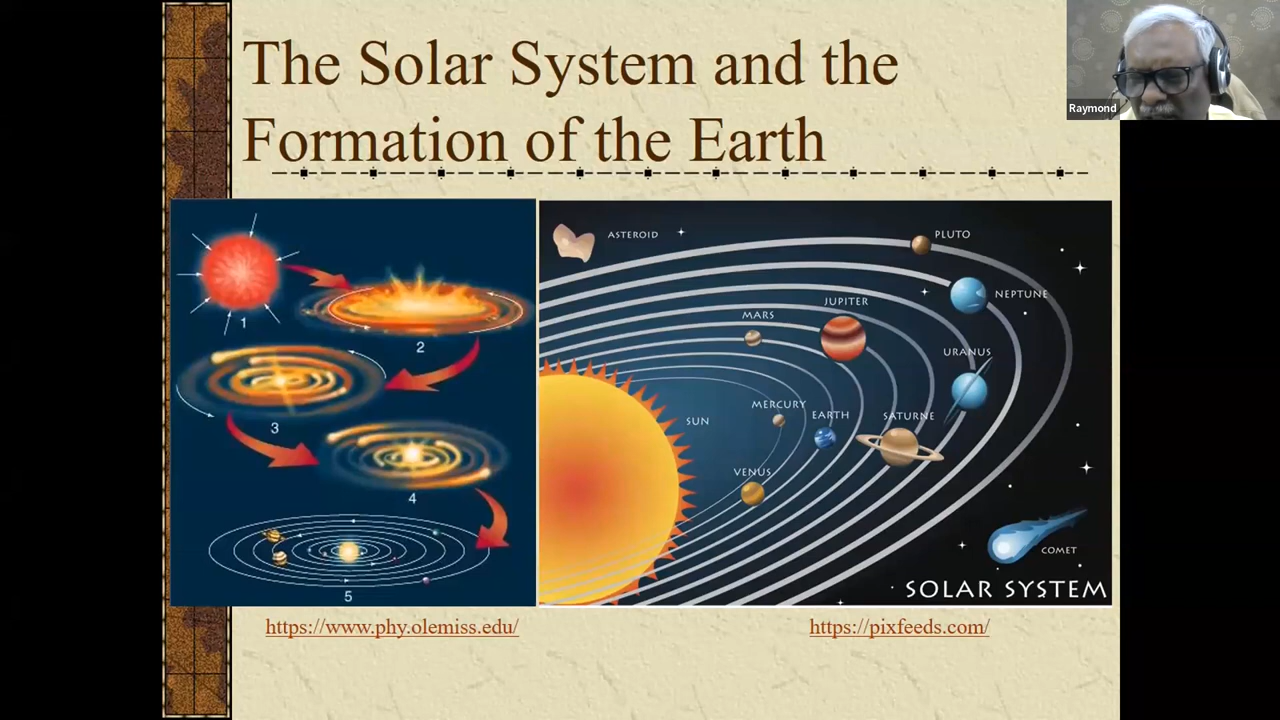 The Solar System and the
Formation of the Earth
Raymond
1
2
3
4
5
ASTEROID
PLUTO
NEPTUNE
JUPITER
MARS
URANUS
MERCURY
EARTH
SATURNE
SUN
VENUS
COMET
SOLAR SYSTEM
https://www.phy.olemiss.edu/
https://pixfeeds.com/